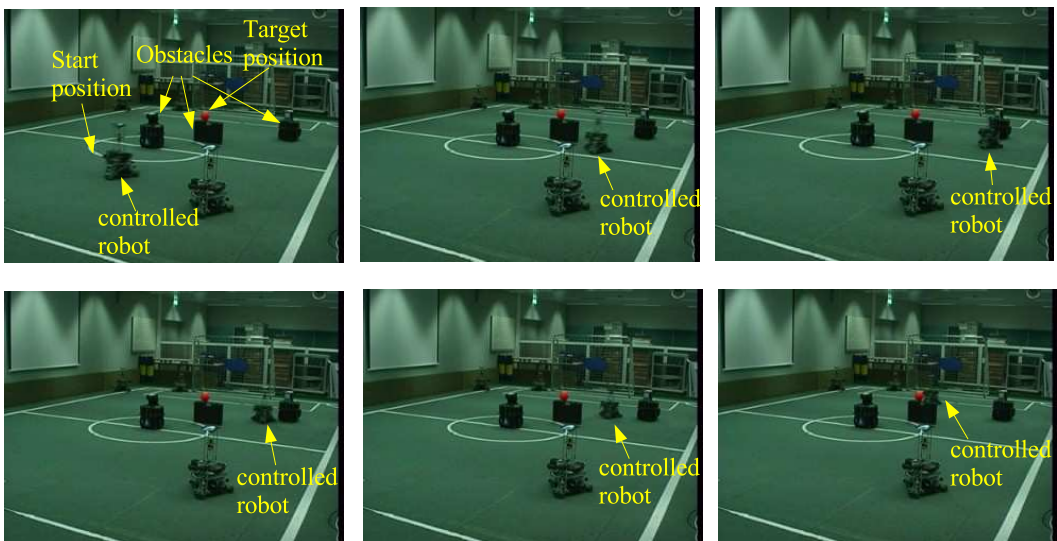 Start
position
Obstacles
Target
position
controlled
robot
controlled
robot
controlled
robot
controlled
robot
controlled
robot
controlled
robot